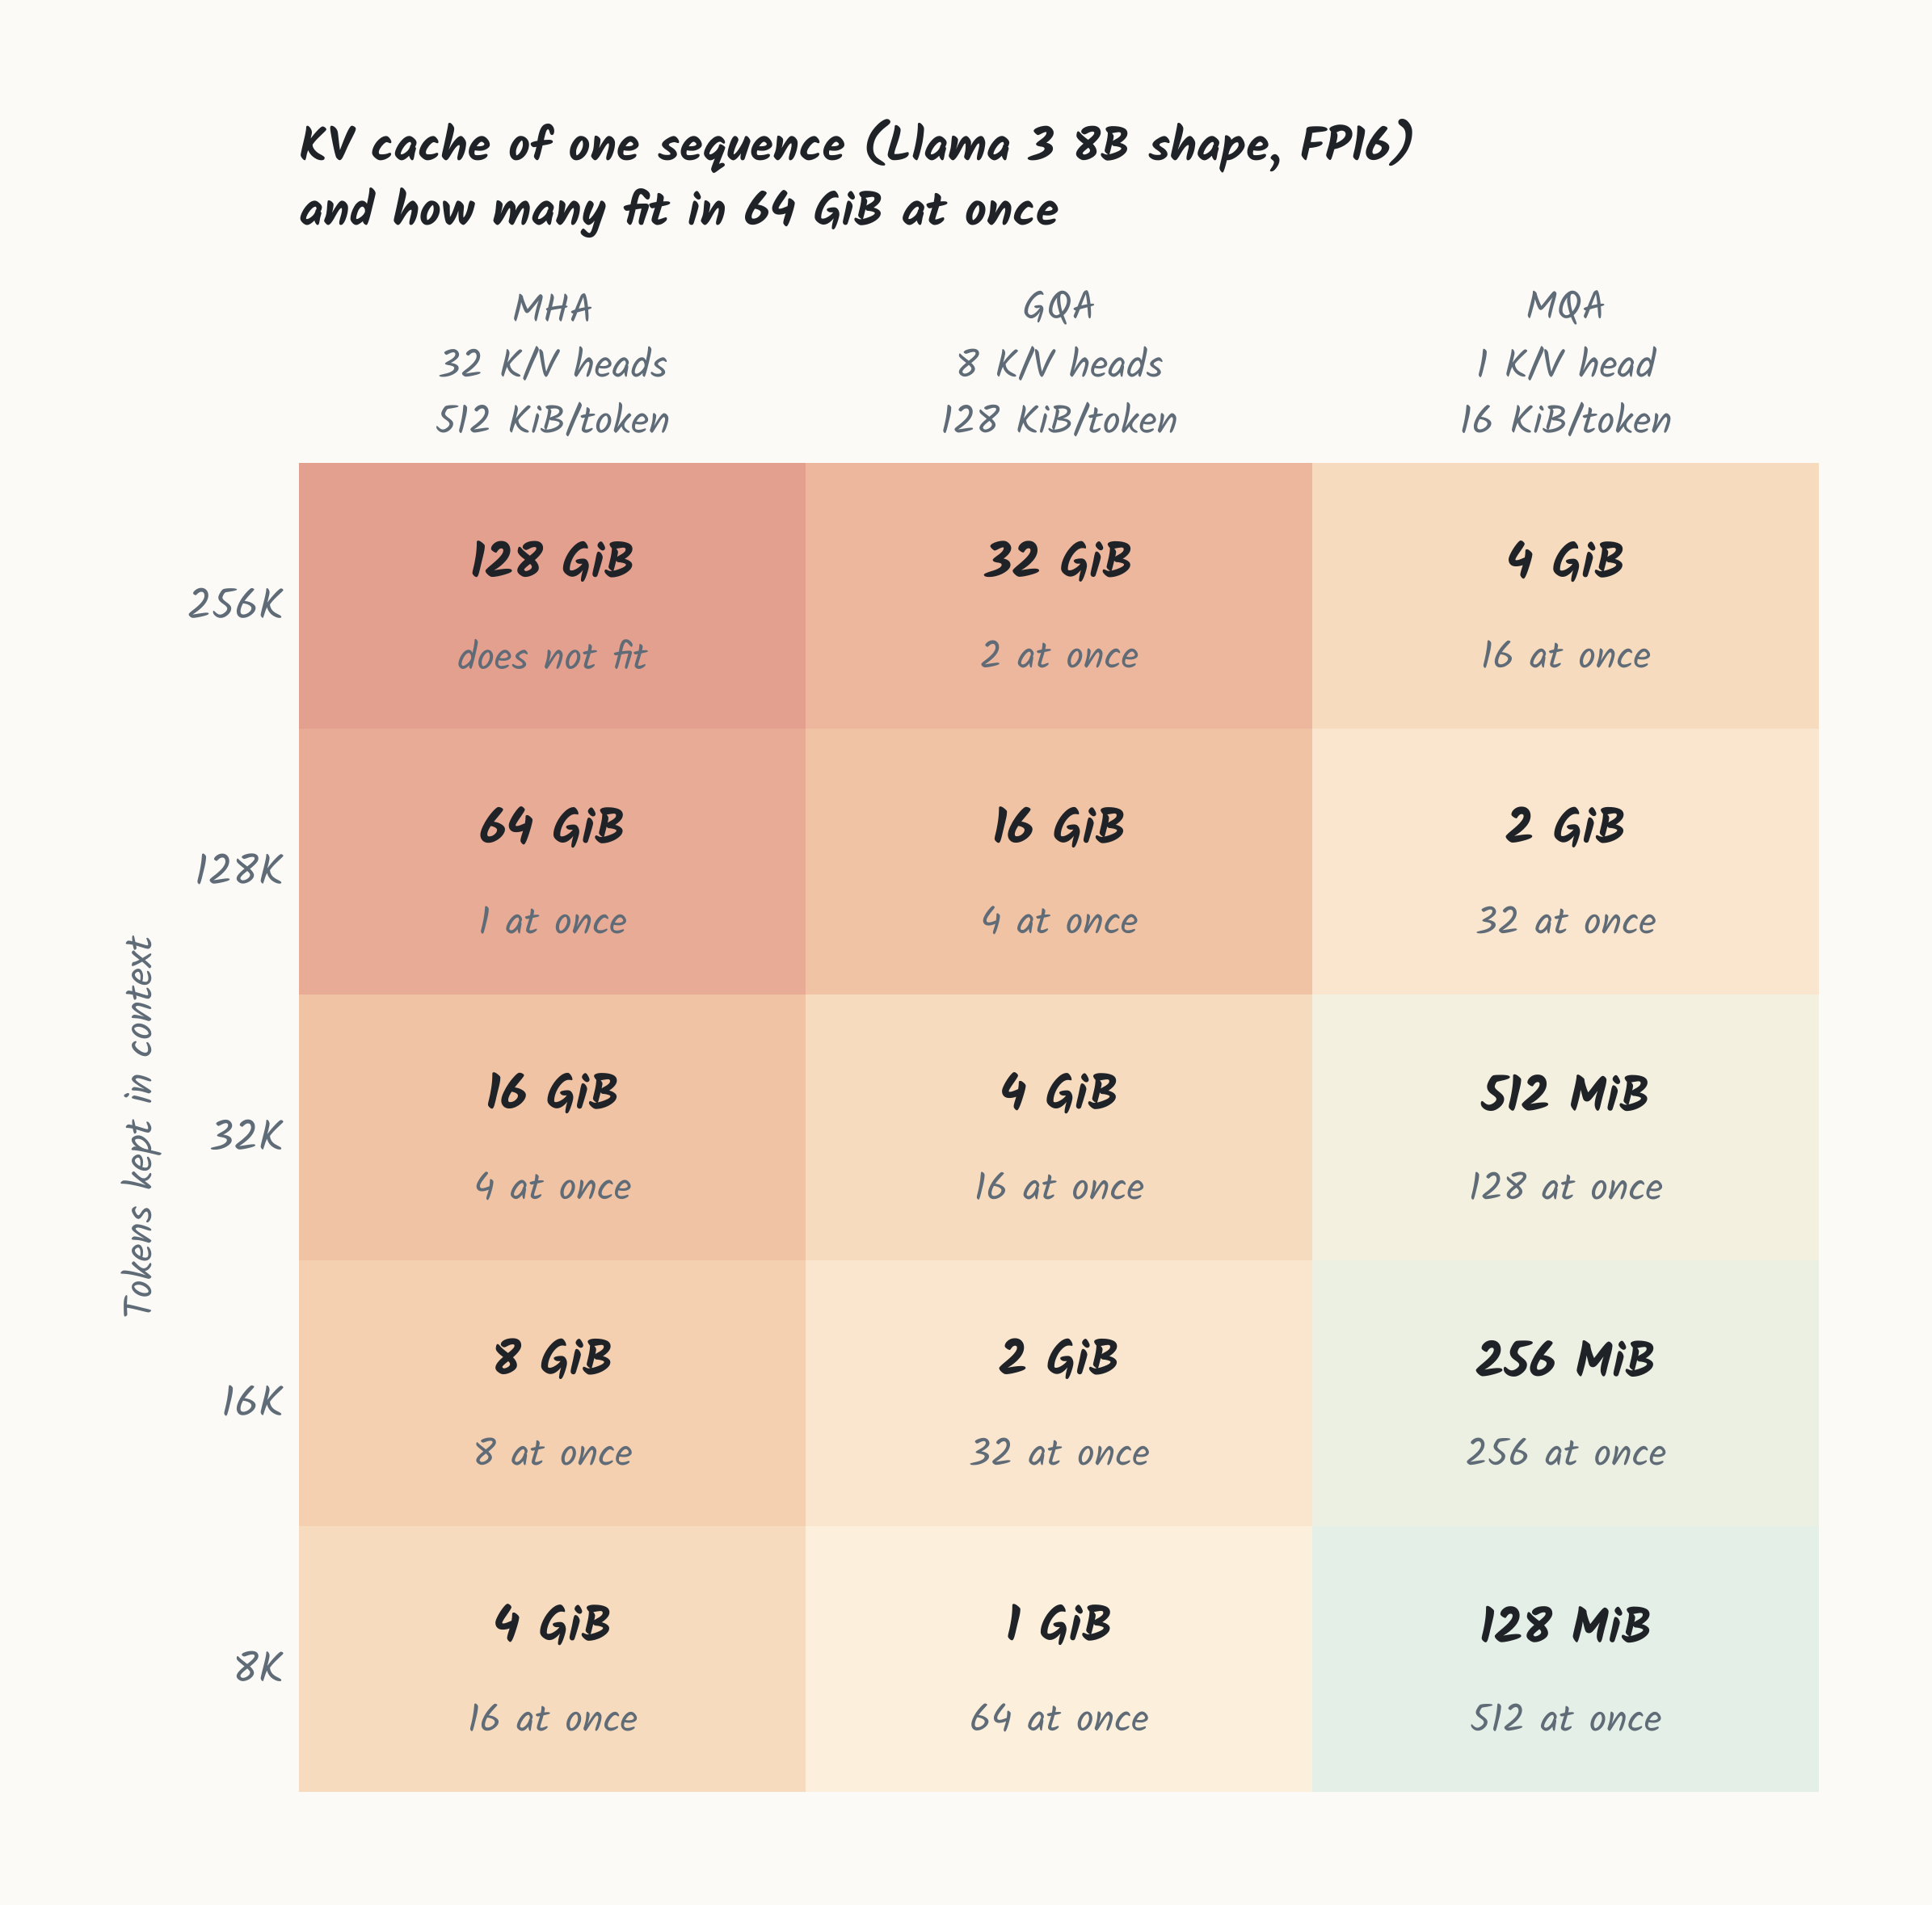 KV cache of one sequence (Llama 3 8B shape, FP16)
and how many fit in 64 GiB at once
MHA
32 K/V heads
512 KiB/token
GQA
8 K/V heads
128 KiB/token
MQA
1 K/V head
16 KiB/token
Tokens kept in context
256K
128 GiB
does not fit
32 GiB
2 at once
4 GiB
16 at once
128K
64 GiB
1 at once
16 GiB
4 at once
2 GiB
32 at once
32K
16 GiB
4 at once
4 GiB
16 at once
512 MiB
128 at once
16K
8 GiB
8 at once
2 GiB
32 at once
256 MiB
256 at once
8K
4 GiB
16 at once
1 GiB
64 at once
128 MiB
512 at once